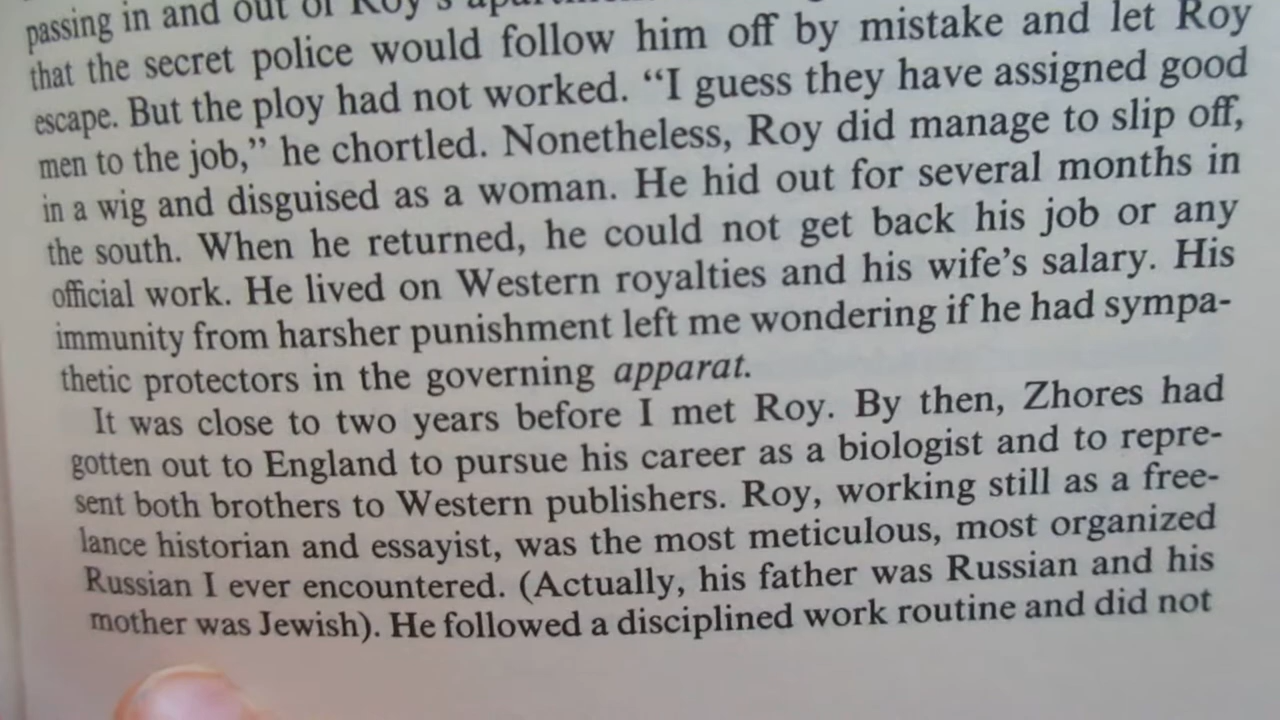 passing in and out of Roy's
that the secret police would follow him off by mistake and let Roy
escape. But the ploy had not worked. “I guess they have assigned good
men to the job,” he chortled. Nonetheless, Roy did manage to slip off,
in a wig and disguised as a woman. He hid out for several months in
the south. When he returned, he could not get back his job or any
official work. He lived on Western royalties and his wife's salary. His
immunity from harsher punishment left me wondering if he had sympa-
thetic protectors in the governing apparat.
It was close to two years before I met Roy. By then, Zhores had
gotten out to England to pursue his career as a biologist and to repre-
sent both brothers to Western publishers. Roy, working still as a free-
lance historian and essayist, was the most meticulous, most organized
Russian I ever encountered. (Actually, his father was Russian and his
mother was Jewish). He followed a disciplined work routine and did not